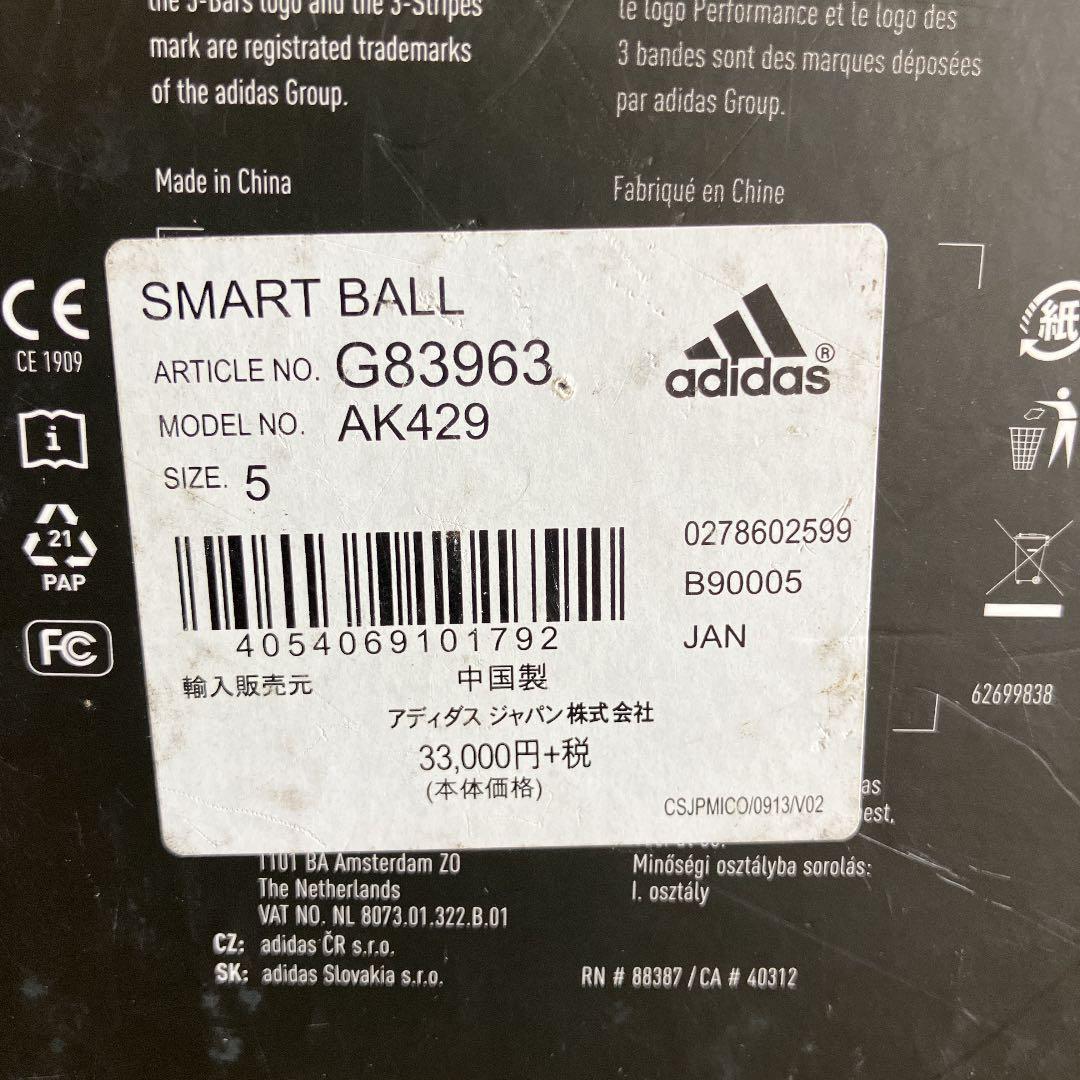 the 3-Bars logo and the 3-Stripes
mark are registrated trademarks
of the adidas Group.
le logo Performance et le logo des
3 bandes sont des marques déposées
par adidas Group.
Made in China
Fabriqué en Chine
SMART BALL
ARTICLE NO. G83963
MODEL NO. AK429
SIZE. 5
adidas®
CE
CE 1909
i
21
PAP
FC
紙
4054069101792
0278602599
B90005
JAN
輸入販売元
中国製
アディダス ジャパン株式会社
33,000円+税
(本体価格)
CSJPMICO/0913/V02
62699838
1101 BA Amsterdam ZO
The Netherlands
VAT NO. NL 8073.01.322.B.01
CZ: adidas ČR s.r.o.
SK: adidas Slovakia s.r.o.
Minőségi osztályba sorolás:
I. osztály
RN # 88387 / CA # 40312